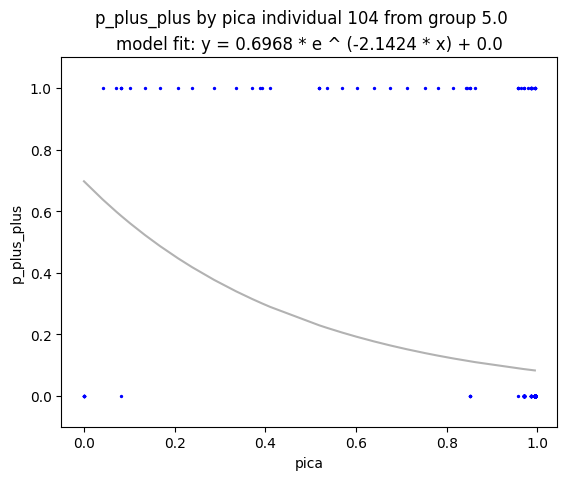 p_plus_plus by pica individual 104 from group 5.0
model fit: y = 0.6968 * e ^ (-2.1424 * x) + 0.0
1.0
0.8
0.6
0.4
0.2
0.0
p_plus_plus
0.0 0.2 0.4 0.6 0.8 1.0
pica